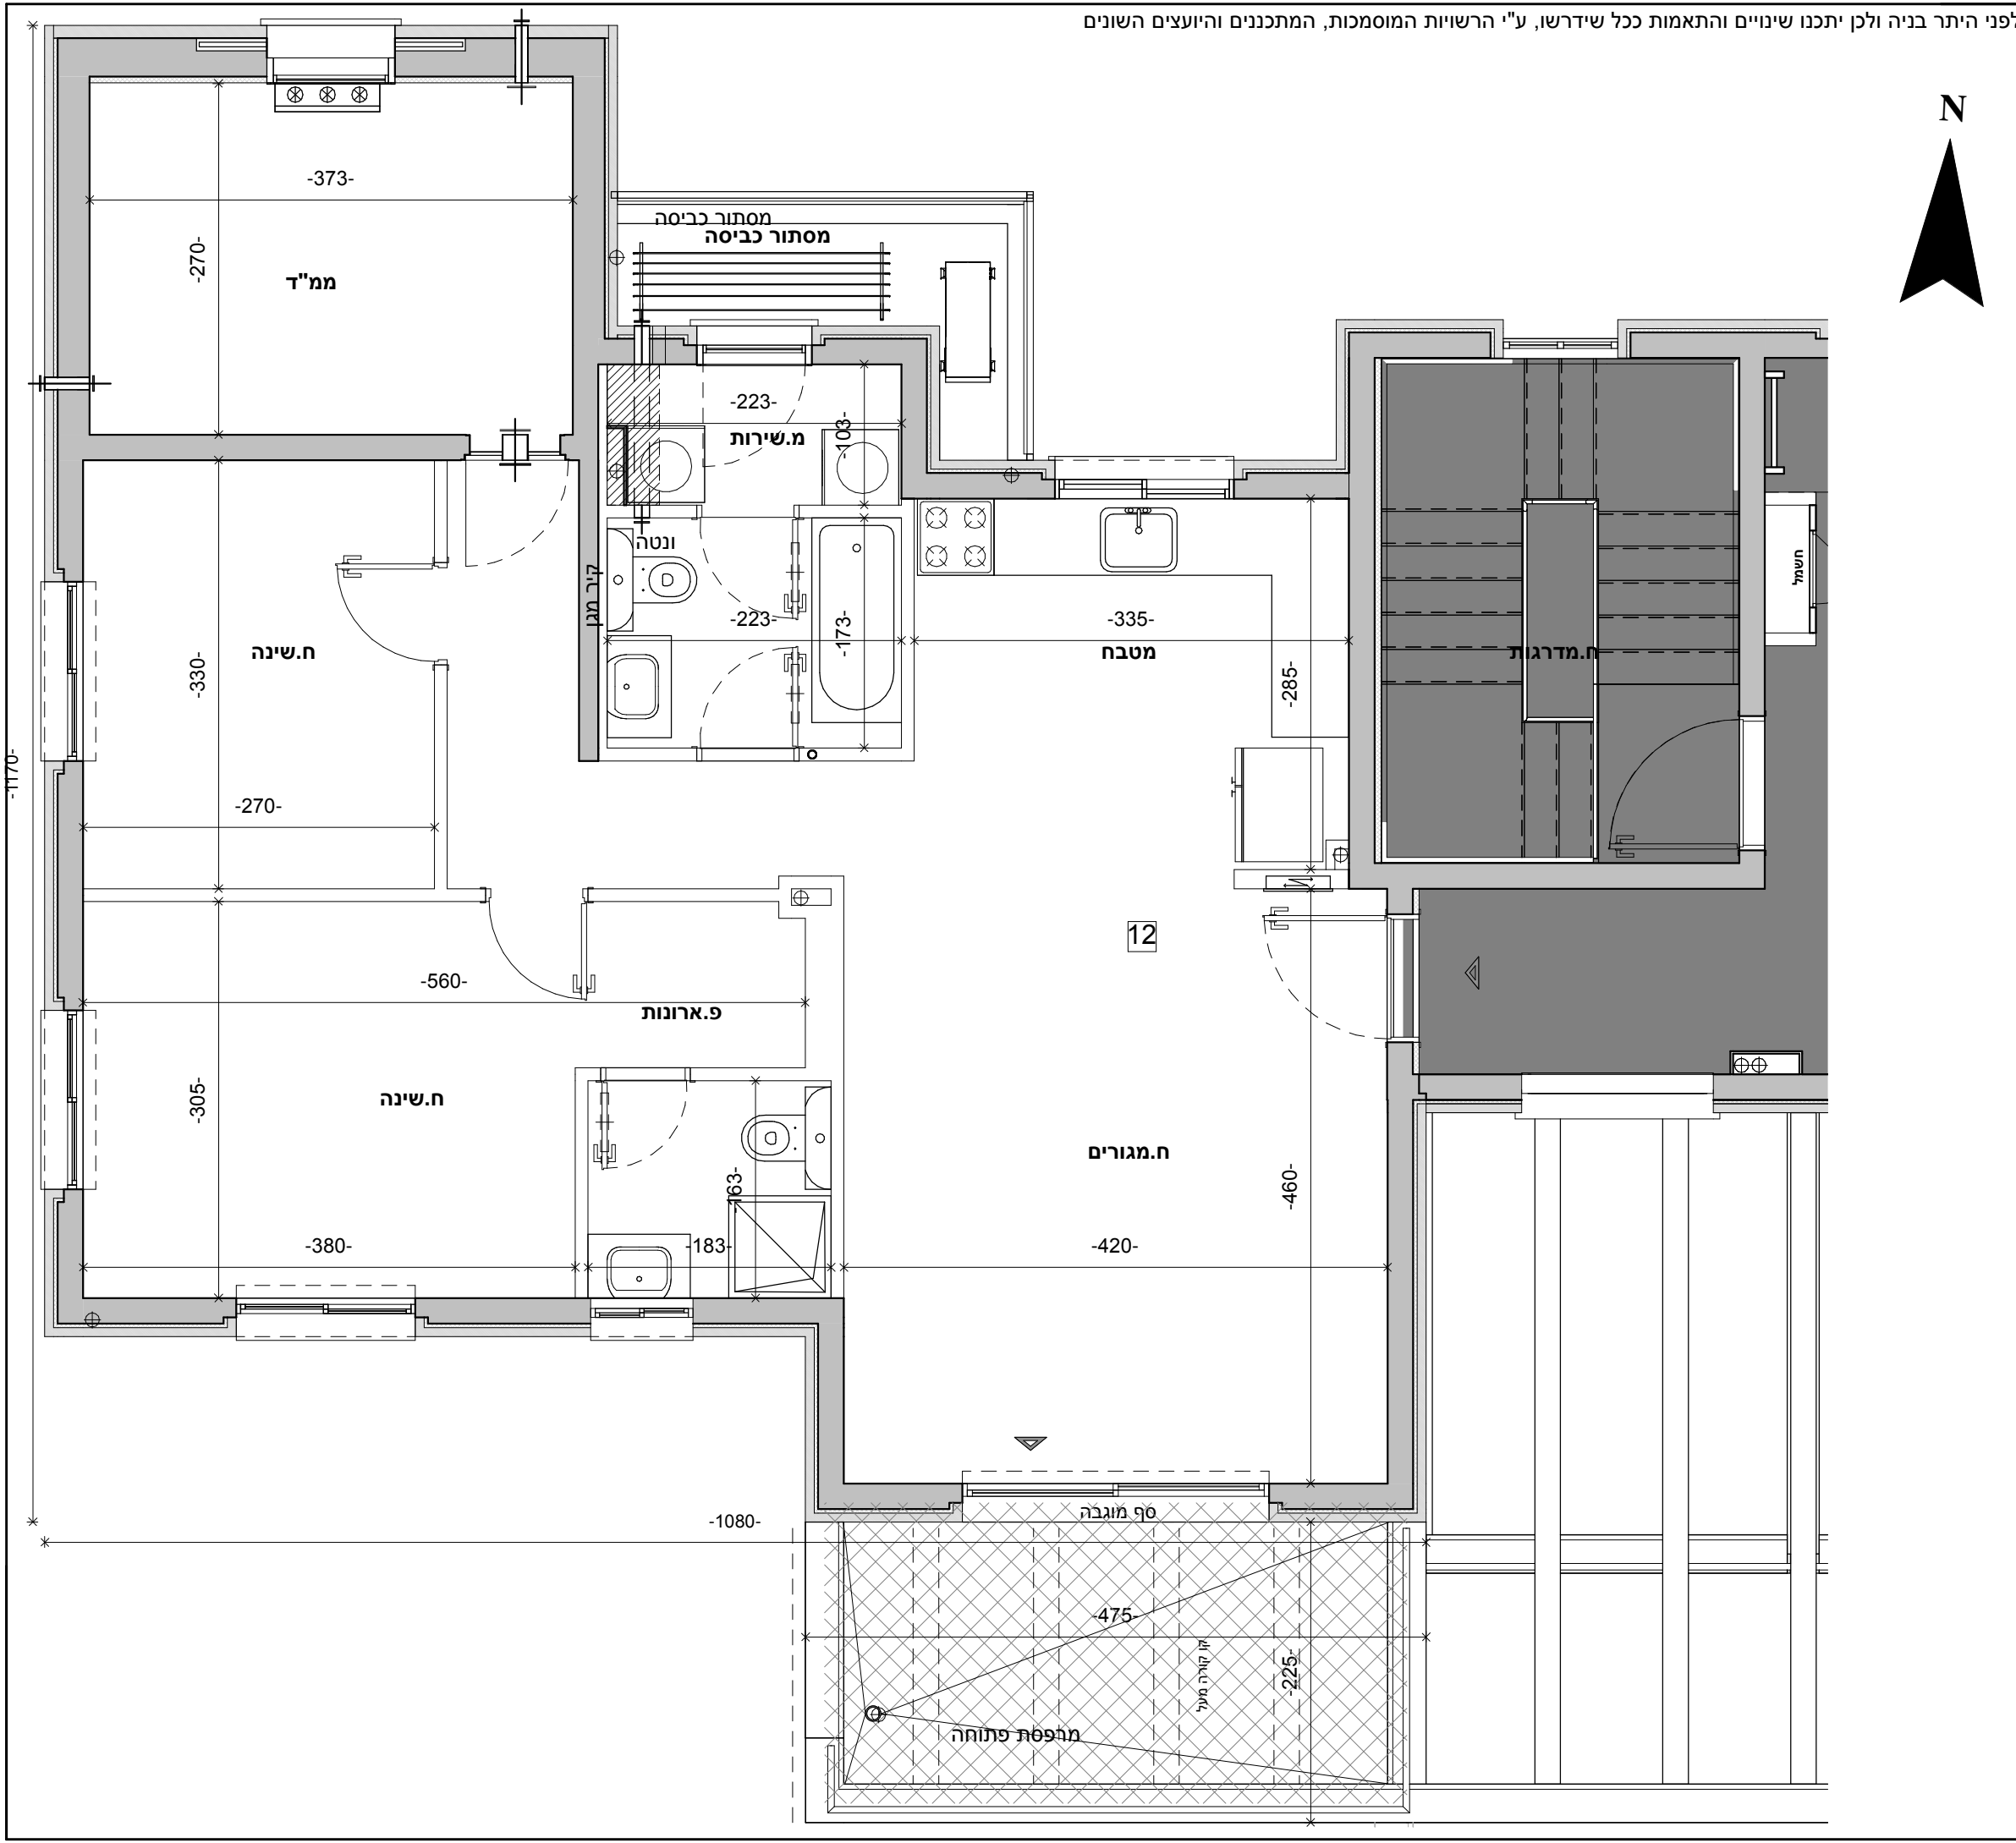 לפני היתר בניה ולכן יתכנו שינויים והתאמות ככל שידרשו, ע"י הרשויות המוסמכות, המתכננים והיועצים השונים
N
-373-
-270-
ממ"ד
מסתור כביסה
מסתור כביסה
-223-
-103-
מ.שירות
ונטה
קיר מגן
-223-
-173-
-335-
מטבח
-285-
ח.מדרגות
חשמל
ח.שינה
-330-
-270-
-1170-
12
-560-
פ.ארונות
ח.שינה
-305-
-163-
-380-
-183-
ח.מגורים
-460-
-420-
סף מוגבה
-1080-
-475-
קו קורה מעל
-225-
מרפסת פתוחה